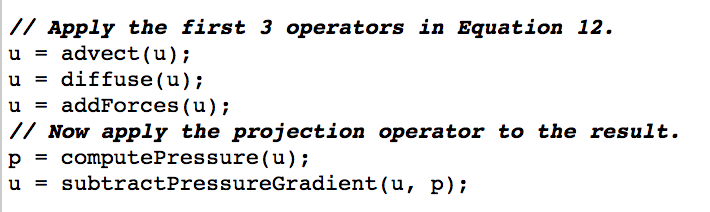 // Apply the first 3 operators in Equation 12.
u = advect(u);
u = diffuse(u);
u = addForces(u);
// Now apply the projection operator to the result.
p = computePressure(u);
u = subtractPressureGradient(u, p);